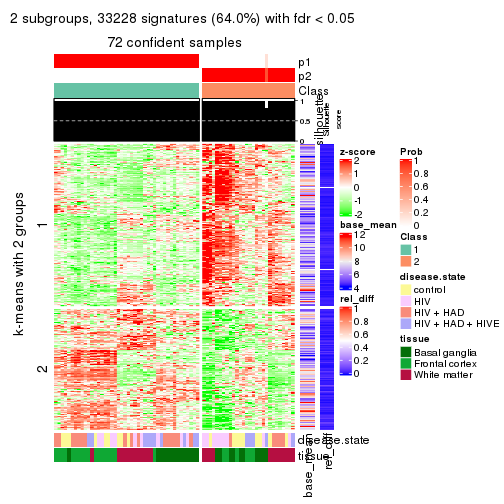 2 subgroups, 33228 signatures (64.0%) with fdr < 0.05
72 confident samples
p1
p2
Class
1
0.5
0
silhouette
Silhouette
score
k-means with 2 groups
1
2
z-score
2
1
0
-1
-2
base_mean
12
10
8
6
4
rel_diff
1
0.8
0.6
0.4
0.2
0
Prob
1
0.8
0.6
0.4
0.2
0
Class
1
2
disease.state
control
HIV
HIV + HAD
HIV + HAD + HIVE
tissue
Basal ganglia
Frontal cortex
White matter
disease.state
tissue
base_mean
rel_diff